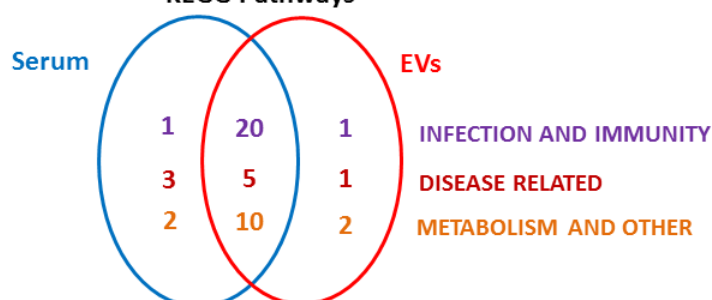 Pathways
Serum
EVs
1 20 1 INFECTION AND IMMUNITY
3 5 1 DISEASE RELATED
2 10 2 METABOLISM AND OTHER